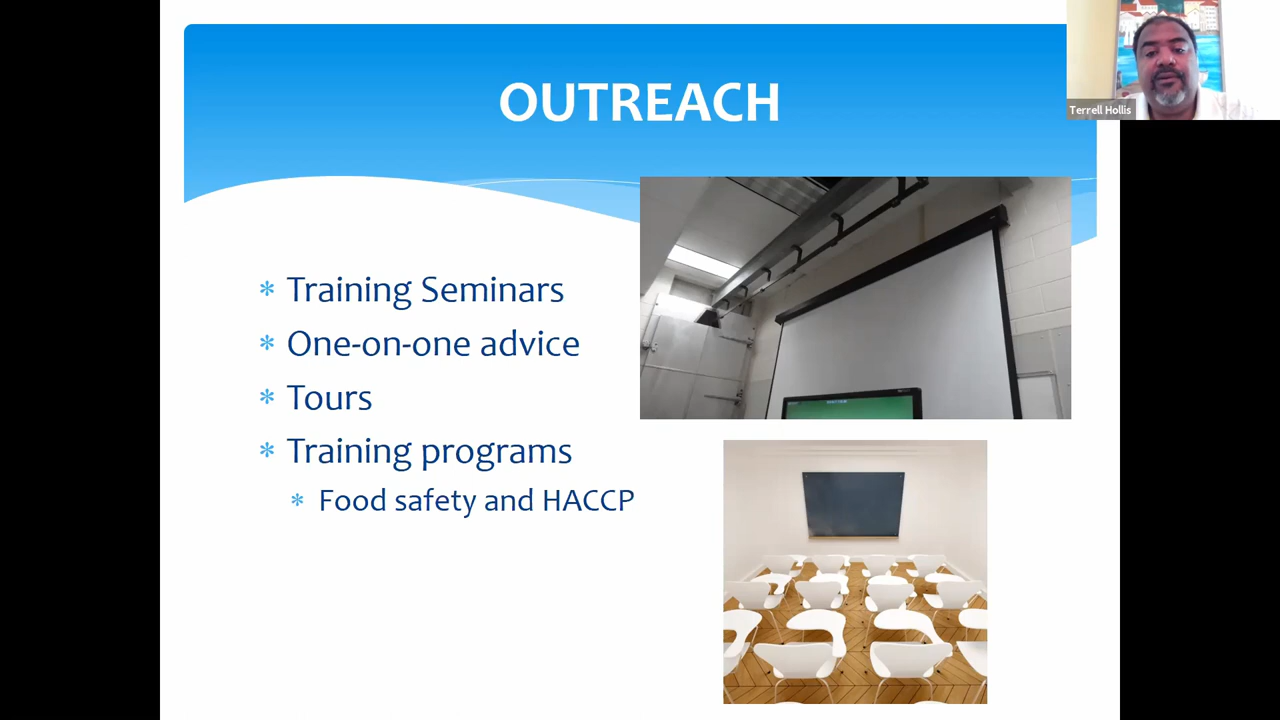 OUTREACH
Terrell Hollis
* Training Seminars
* One-on-one advice
* Tours
* Training programs
* Food safety and HACCP